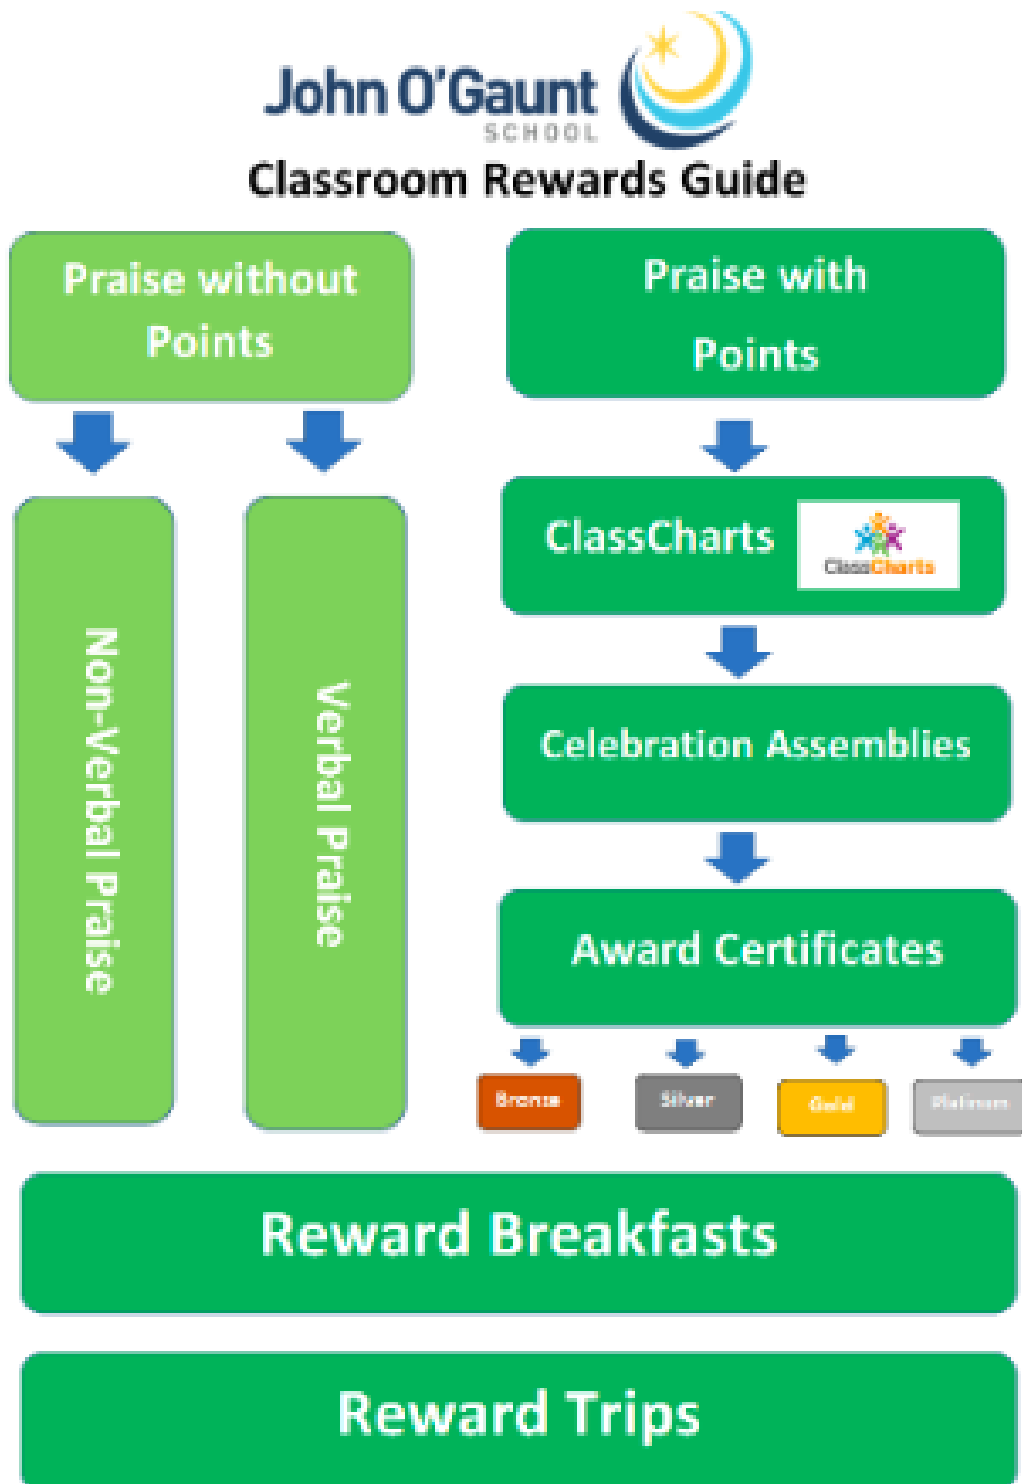 John O'Gaunt
SCHOOL
Classroom Rewards Guide
Praise without
Points
Praise with
Points
Non-Verbal Praise
Verbal Praise
ClassCharts
ClassCharts
Celebration Assemblies
Award Certificates
Bronze
Silver
Gold
Platinum
Reward Breakfasts
Reward Trips